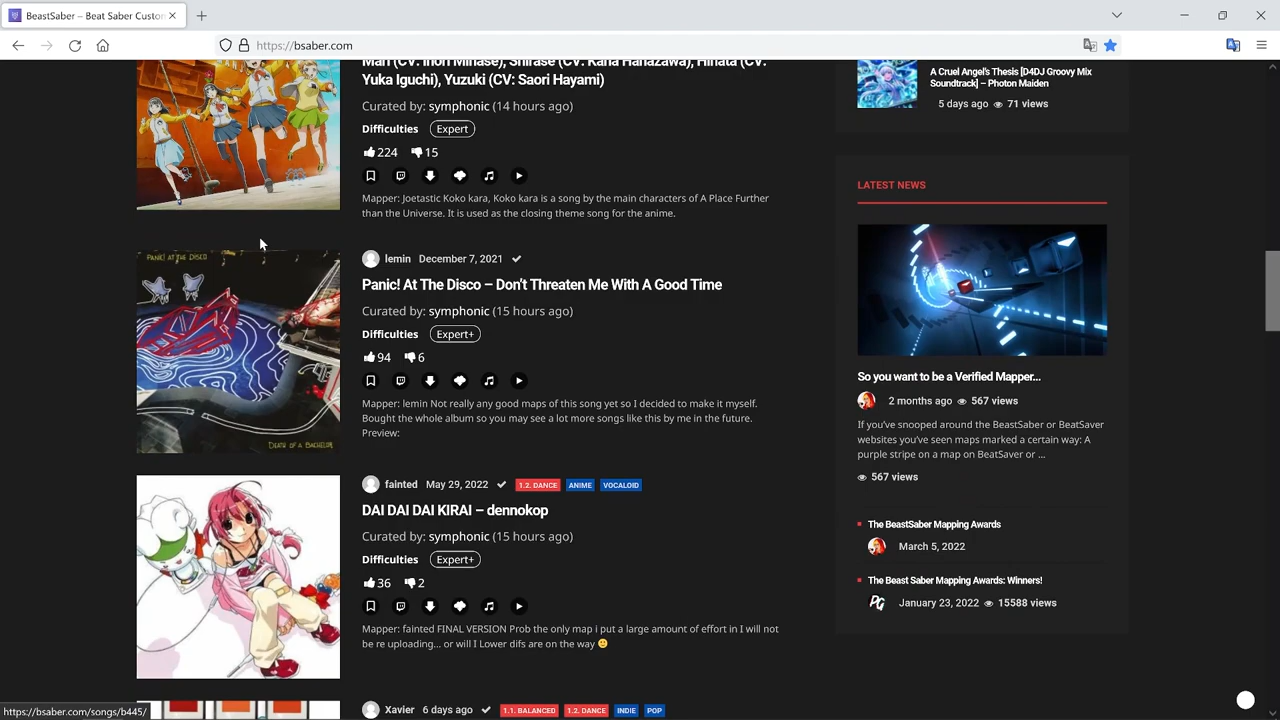 BeastSaber – Beat Saber Custom
https://bsaber.com
Mari (CV: Inori Minase), Shirase (CV: Kana Hanazawa), Hinata (CV:
Yuka Iguchi), Yuzuki (CV: Saori Hayami)
Curated by: symphonic (14 hours ago)
Difficulties Expert
224 15
Mapper: Joetastic Koko kara, Koko kara is a song by the main characters of A Place Further
than the Universe. It is used as the closing theme song for the anime.
PANIC! AT THE DISCO
DEATH OF A BACHELOR
lemin December 7, 2021
Panic! At The Disco – Don't Threaten Me With A Good Time
Curated by: symphonic (15 hours ago)
Difficulties Expert+
94 6
Mapper: lemin Not really any good maps of this song yet so I decided to make it myself.
Bought the whole album so you may see a lot more songs like this by me in the future.
Preview:
fainted May 29, 2022 1.2. DANCE ANIME VOCALOID
DAI DAI DAI KIRAI – dennokop
Curated by: symphonic (15 hours ago)
Difficulties Expert+
36 2
Mapper: fainted FINAL VERSION Prob the only map i put a large amount of effort in I will not
be re uploading... or will I Lower difs are on the way 🙂
Xavier 6 days ago 1.1. BALANCED 1.2. DANCE INDIE POP
A Cruel Angel's Thesis [D4DJ Groovy Mix
Soundtrack] – Photon Maiden
5 days ago 71 views
LATEST NEWS
So you want to be a Verified Mapper...
2 months ago 567 views
If you've snooped around the BeastSaber or BeatSaver
websites you've seen maps marked a certain way: A
purple stripe on a map on BeatSaver or ...
567 views
The BeastSaber Mapping Awards
March 5, 2022
The Beast Saber Mapping Awards: Winners!
PG January 23, 2022 15588 views
https://bsaber.com/songs/b445/